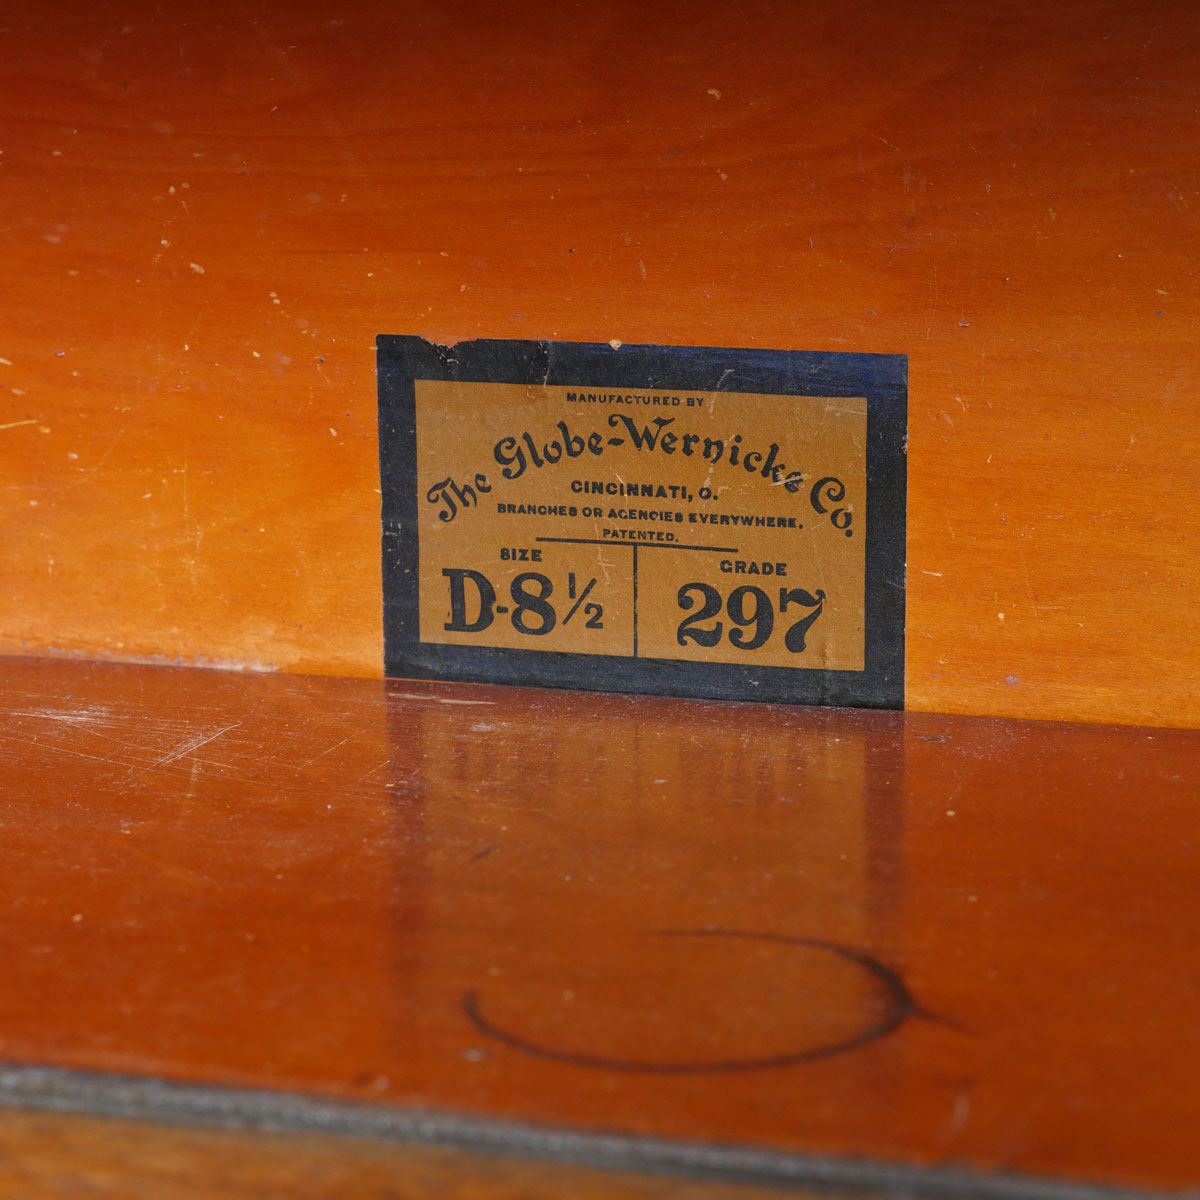 MANUFACTURED BY
The Globe-Wernicke Co.
CINCINNATI, O.
BRANCHES OR AGENCIES EVERYWHERE.
PATENTED.
SIZE GRADE
D-8½ 297